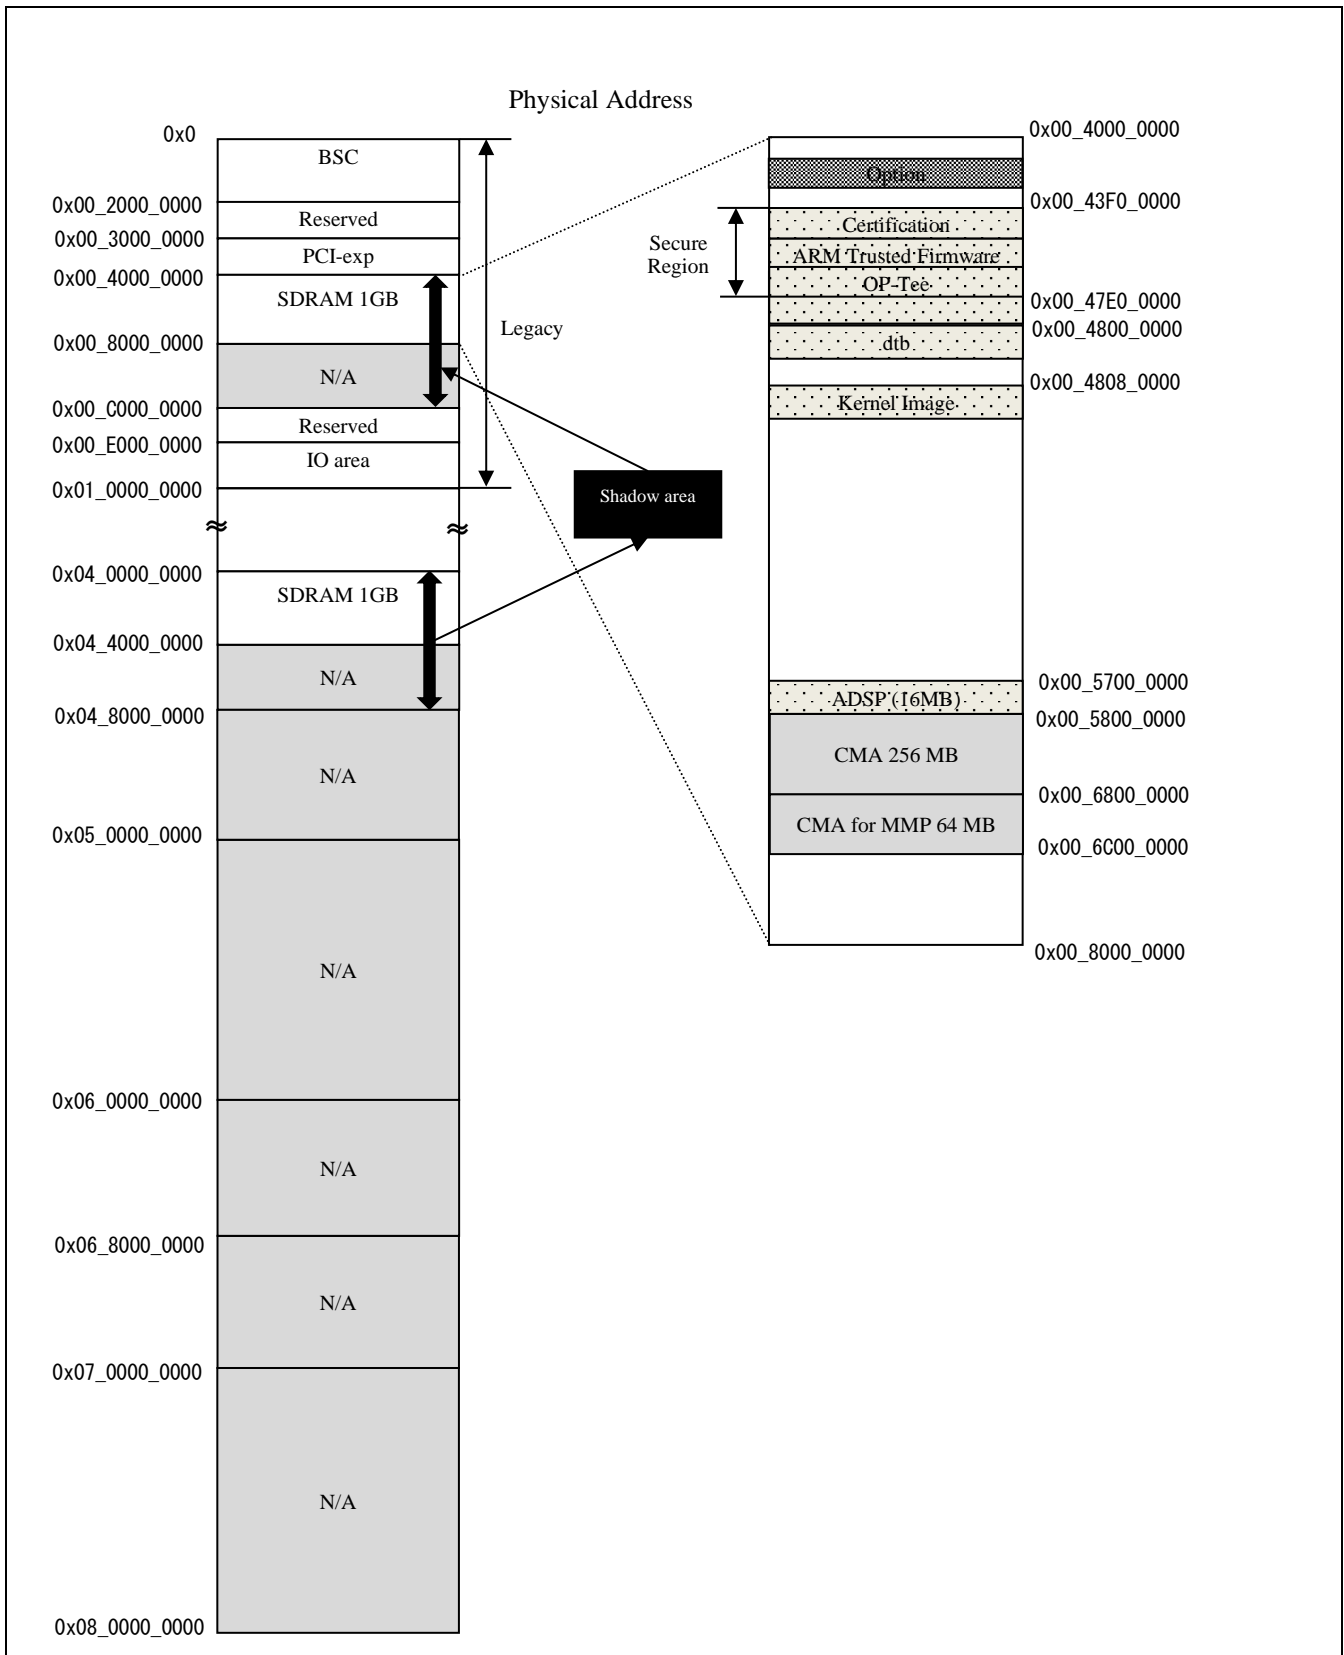 Physical Address
0x0
BSC
0x00_2000_0000
Reserved
0x00_3000_0000
PCI-exp
0x00_4000_0000
SDRAM 1GB
0x00_8000_0000
N/A
0x00_C000_0000
Reserved
0x00_E000_0000
IO area
0x01_0000_0000
Legacy
≈
≈
0x04_0000_0000
SDRAM 1GB
0x04_4000_0000
N/A
0x04_8000_0000
N/A
0x05_0000_0000
N/A
0x06_0000_0000
N/A
0x06_8000_0000
N/A
0x07_0000_0000
N/A
0x08_0000_0000
Shadow area
0x00_4000_0000
Option
0x00_43F0_0000
Secure
Region
Certification
ARM Trusted Firmware
OP-Tee
0x00_47E0_0000
0x00_4800_0000
dtb
0x00_4808_0000
Kernel Image
0x00_5700_0000
ADSP (16MB)
0x00_5800_0000
CMA 256 MB
0x00_6800_0000
CMA for MMP 64 MB
0x00_6C00_0000
0x00_8000_0000